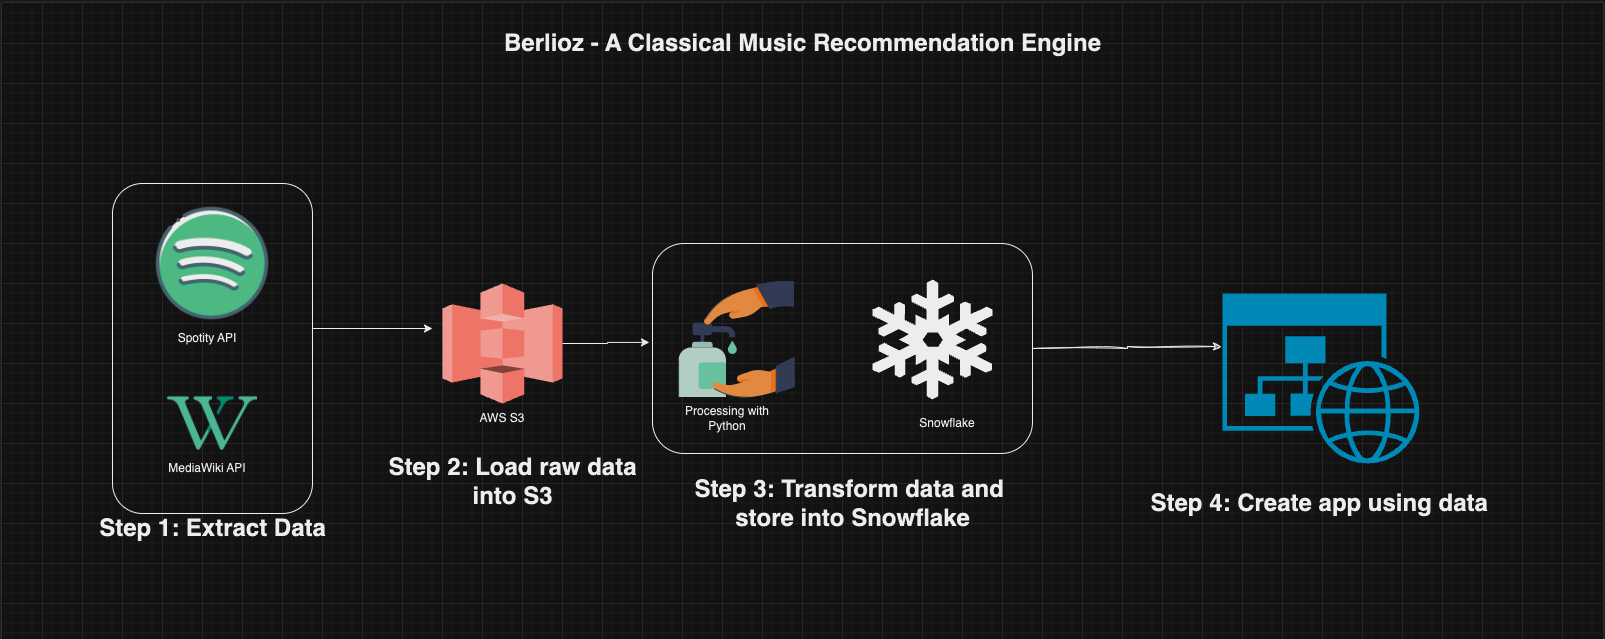 Berlioz - A Classical Music Recommendation Engine
Spotity API
W
MediaWiki API
Step 1: Extract Data
AWS S3
Step 2: Load raw data
into S3
Processing with
Python
Snowflake
Step 3: Transform data and
store into Snowflake
Step 4: Create app using data